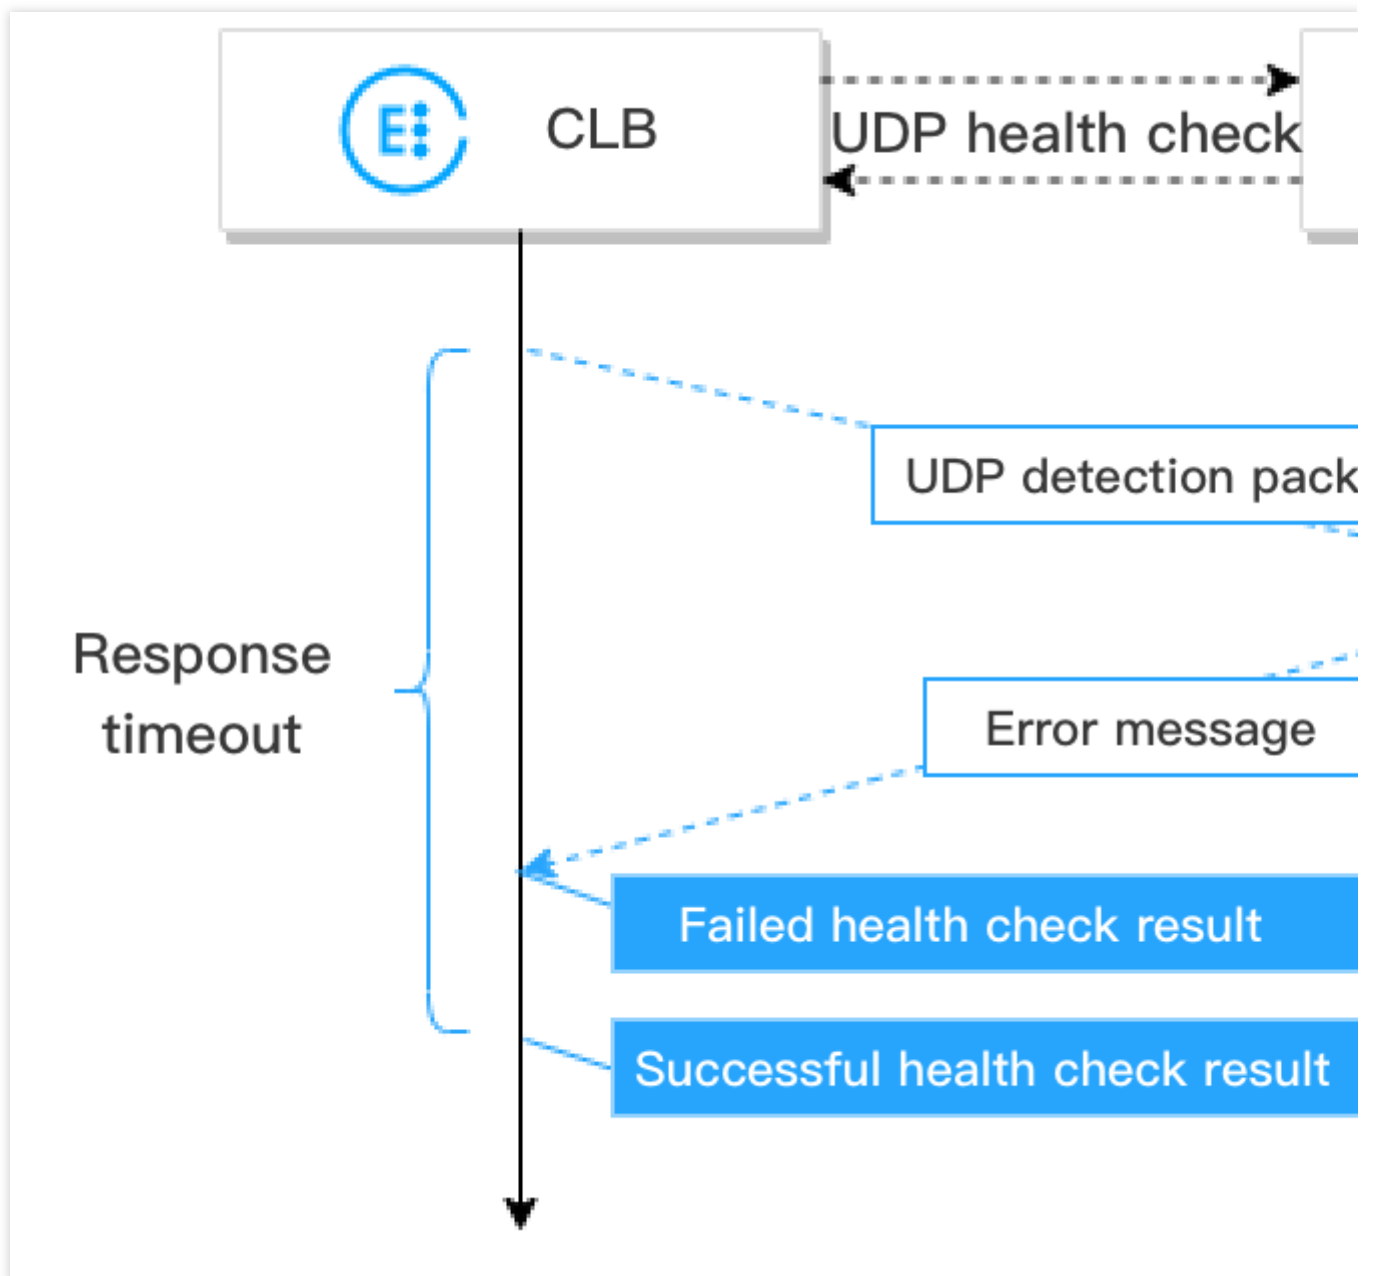 CLB
UDP health check
UDP detection pack
Response
timeout
Error message
Failed health check result
Successful health check result